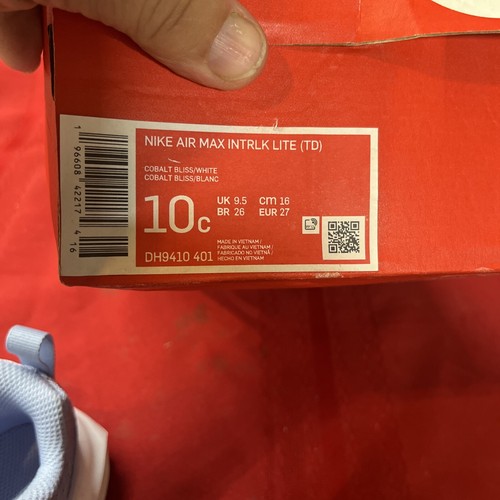 NIKE AIR MAX INTRLK LITE (TD)
COBALT BLISS/WHITE
COBALT BLISS/BLANC
10C
UK 9.5 cm 16
BR 26 EUR 27
MADE IN VIETNAM /
FABRIQUÉ AU VIETNAM /
FABRICADO NO VIETNÃ /
HECHO EN VIETNAM
DH9410 401
1 96608 42217 4 16